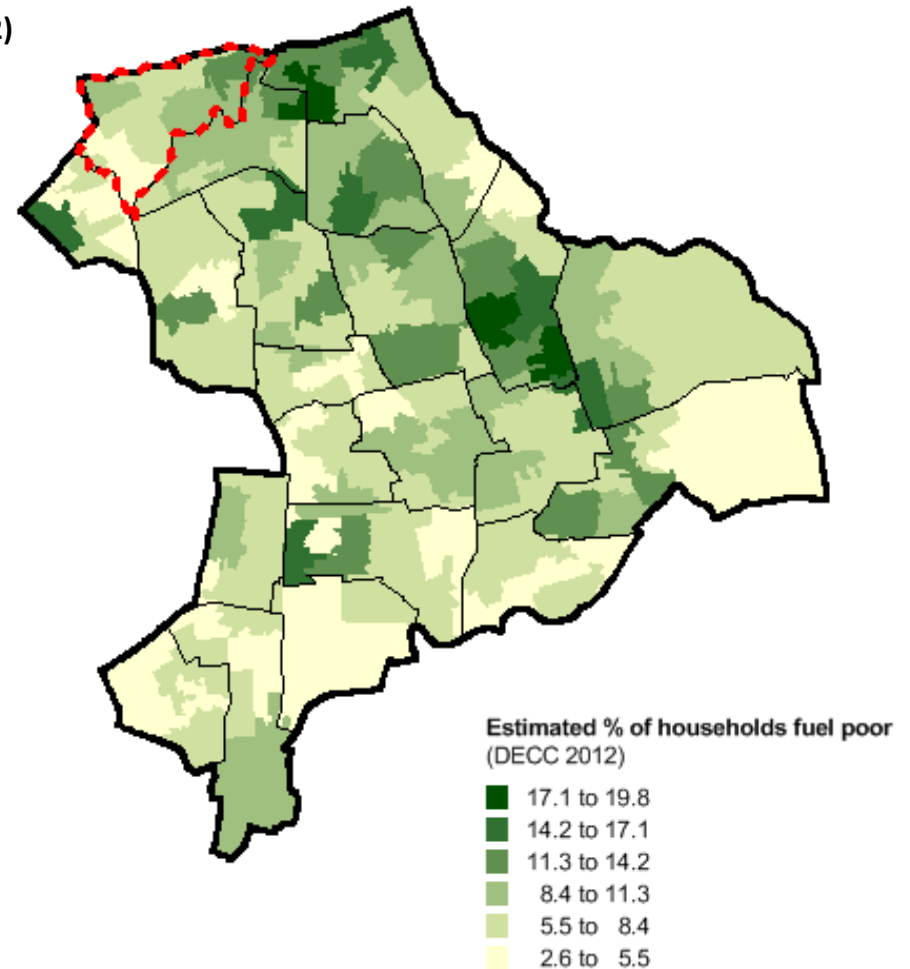 2)
Estimated % of households fuel poor
(DECC 2012)
17.1 to 19.8
14.2 to 17.1
11.3 to 14.2
8.4 to 11.3
5.5 to 8.4
2.6 to 5.5